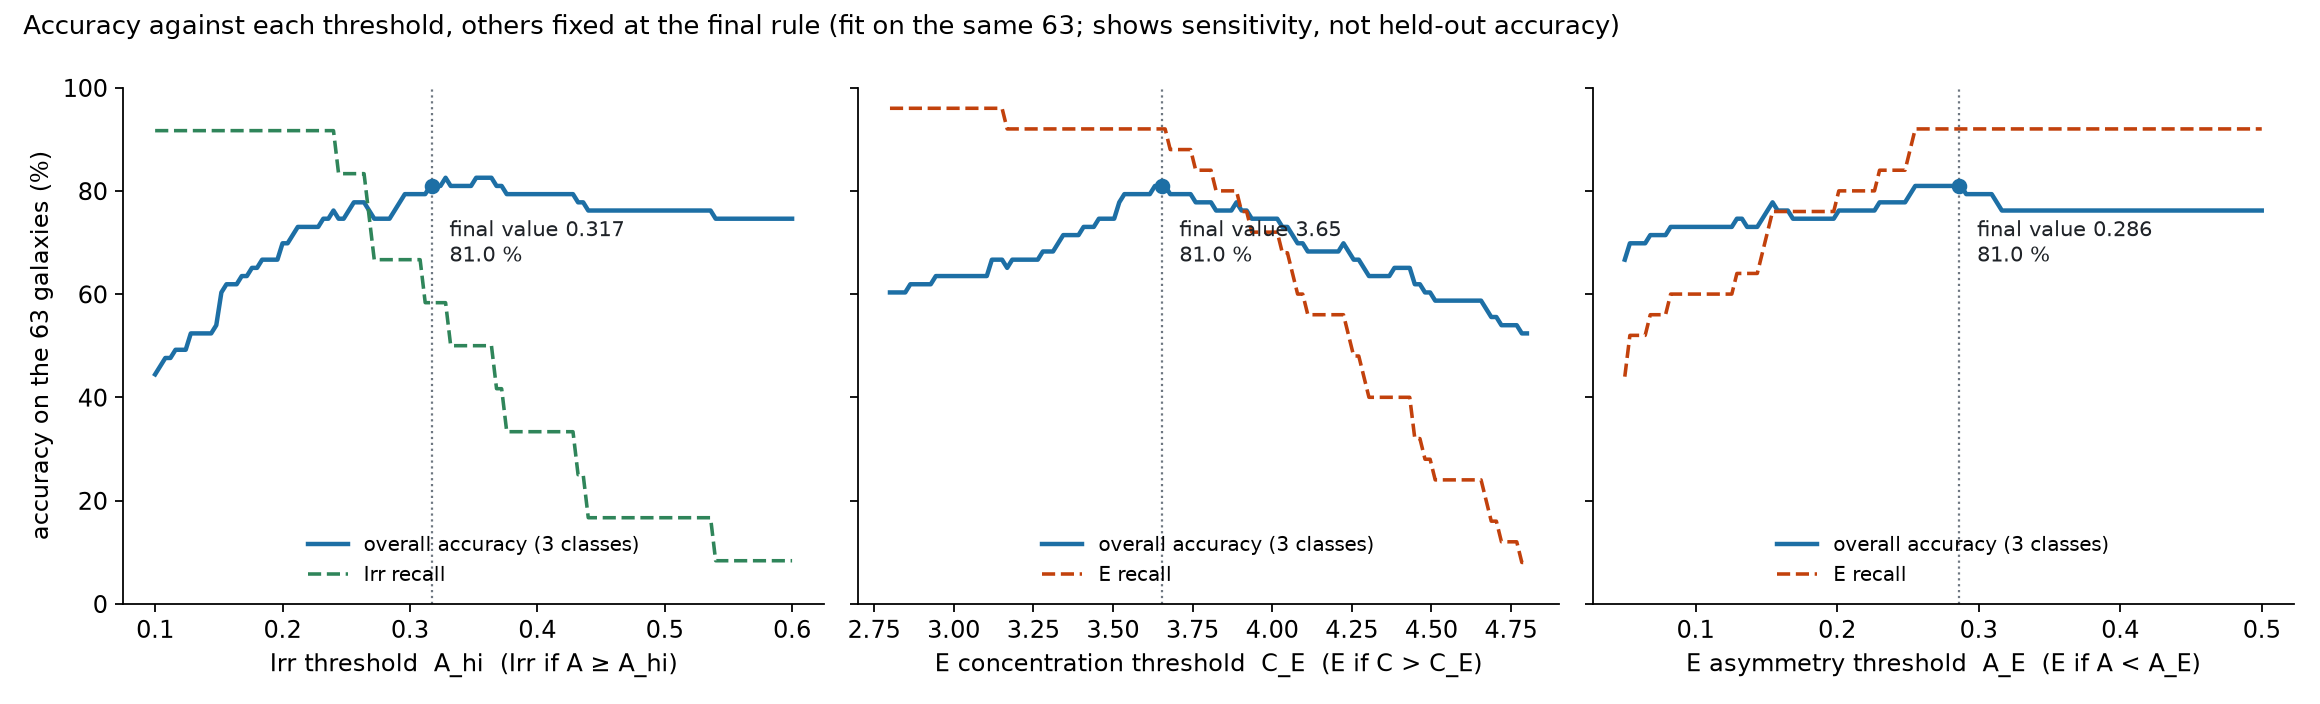 Accuracy against each threshold, others fixed at the final rule (fit on the same 63; shows sensitivity, not held-out accuracy)
accuracy on the 63 galaxies (%)
100
80
60
40
20
0
final value 0.317
81.0 %
overall accuracy (3 classes)
Irr recall
0.1 0.2 0.3 0.4 0.5 0.6
Irr threshold A_hi (Irr if A ≥ A_hi)
final value 3.65
81.0 %
overall accuracy (3 classes)
E recall
2.75 3.00 3.25 3.50 3.75 4.00 4.25 4.50 4.75
E concentration threshold C_E (E if C > C_E)
final value 0.286
81.0 %
overall accuracy (3 classes)
E recall
0.1 0.2 0.3 0.4 0.5
E asymmetry threshold A_E (E if A < A_E)